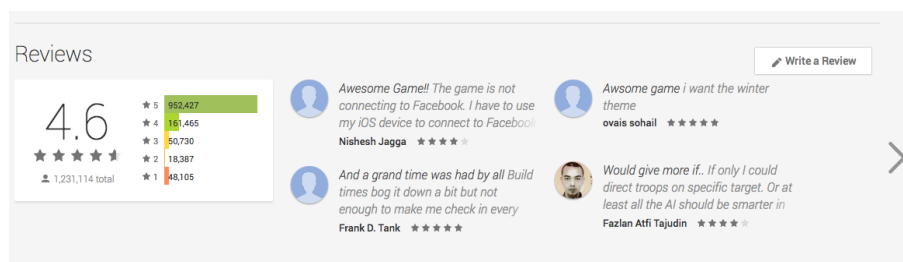 Reviews
Write a Review
4.6
1,231,114 total
5 952,427
4 161,465
3 50,730
2 18,387
1 48,105
Awesome Game!! The game is not
connecting to Facebook. I have to use
my iOS device to connect to Facebook
Nishesh Jagga
And a grand time was had by all Build
times bog it down a bit but not
enough to make me check in every
Frank D. Tank
Awsome game i want the winter
theme
ovais sohail
Would give more if.. If only I could
direct troops on specific target. Or at
least all the AI should be smarter in
Fazlan Atfi Tajudin